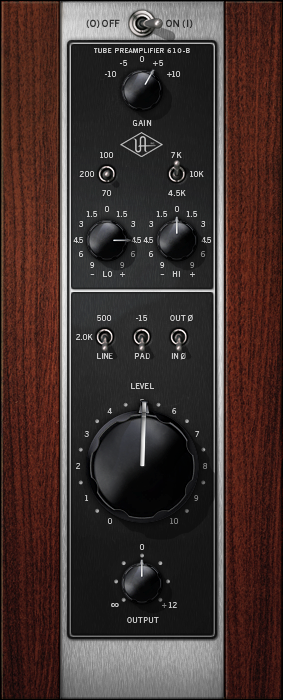 (O) OFF ON (I)
TUBE PREAMPLIFIER 610-B
-10 -5 0 +5 +10
GAIN
UA
100 7K
200 10K
70 4.5K
1.5 0 1.5 1.5 0 1.5
3 3 3 3
4.5 4.5 4.5 4.5
6 6 6 6
9 9 9 9
- LO + - HI +
500 -15 OUT Ø
2.0K
LINE PAD IN Ø
LEVEL
4 6
3 7
2 8
1 9
0 10
0
∞ +12
OUTPUT